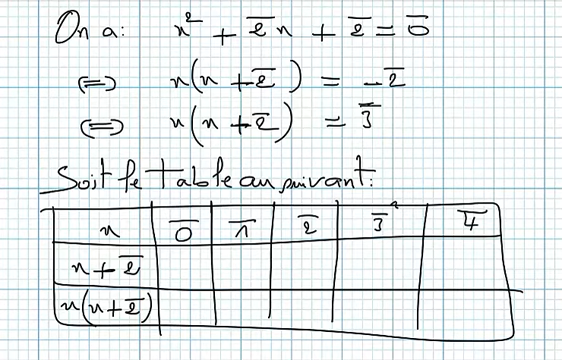 On a: x² + 2̅x + 2̅ = 0̅
(=) x(x + 2̅) = -2̅
(=) x(x + 2̅) = 3̅
Soit le tableau suivant:
x 0̅ 1̅ 2̅ 3̅ 4̅
x + 2̅
x(x + 2̅)